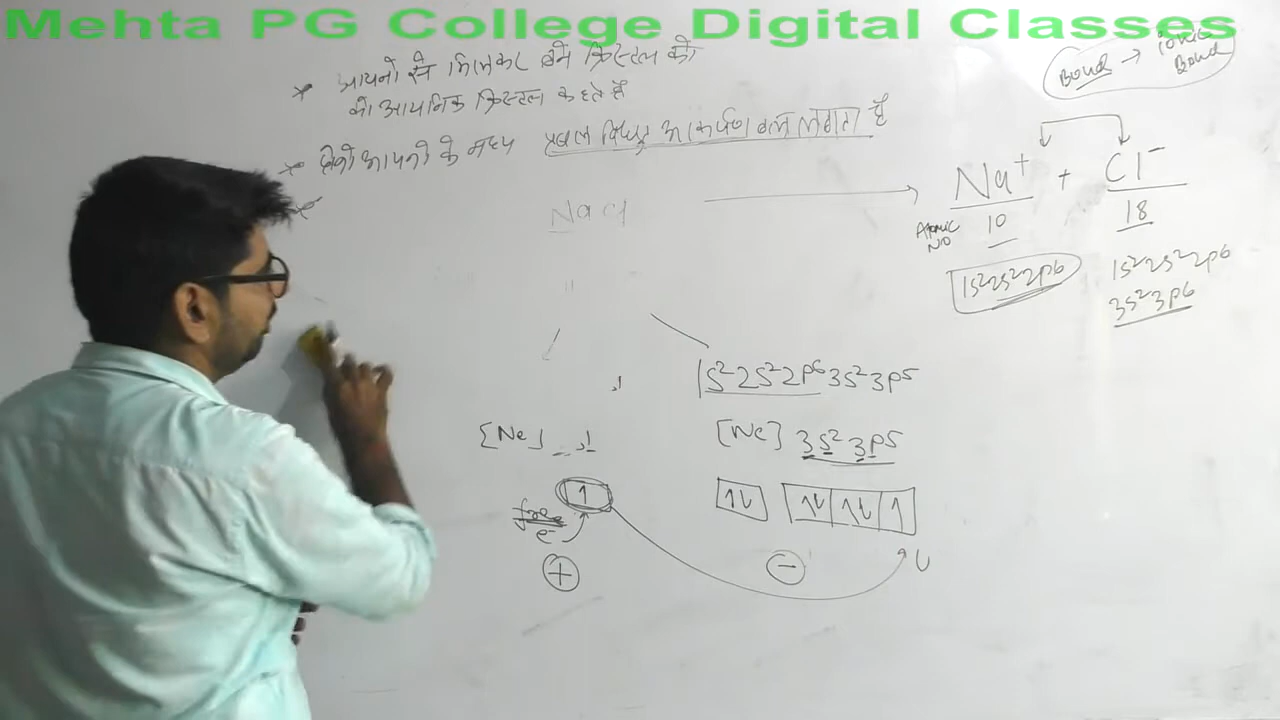 Mehta PG College Digital Classes
* आयनो से मिलकर बने क्रिस्टल को
को आयनिक क्रिस्टल कहते हैं
* दोनो आयनो के मध्य प्रबल विधुत आकर्षण बल लगता है
*
Bond → ionic Bond
NaCl → Na⁺ + Cl⁻
Atomic No 10 18
1s²2s²2p6 1s²2s²2p6
3s²3p6
1s²2s²2p⁶3s²3p5
[Ne] [Ne] 3s² 3p5
↑ ↑↓ ↑↓ ↑↓ ↑
free e⁻
+ −